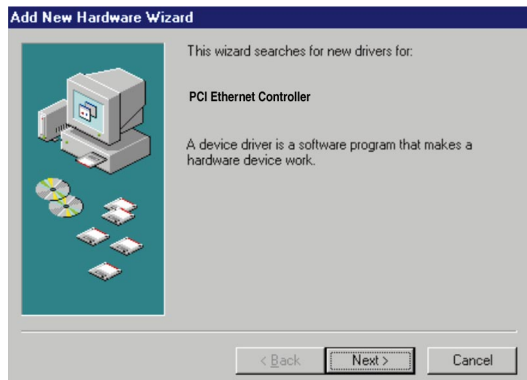 Add New Hardware Wizard
This wizard searches for new drivers for:
PCI Ethernet Controller
A device driver is a software program that makes a
hardware device work.
< Back
Next >
Cancel